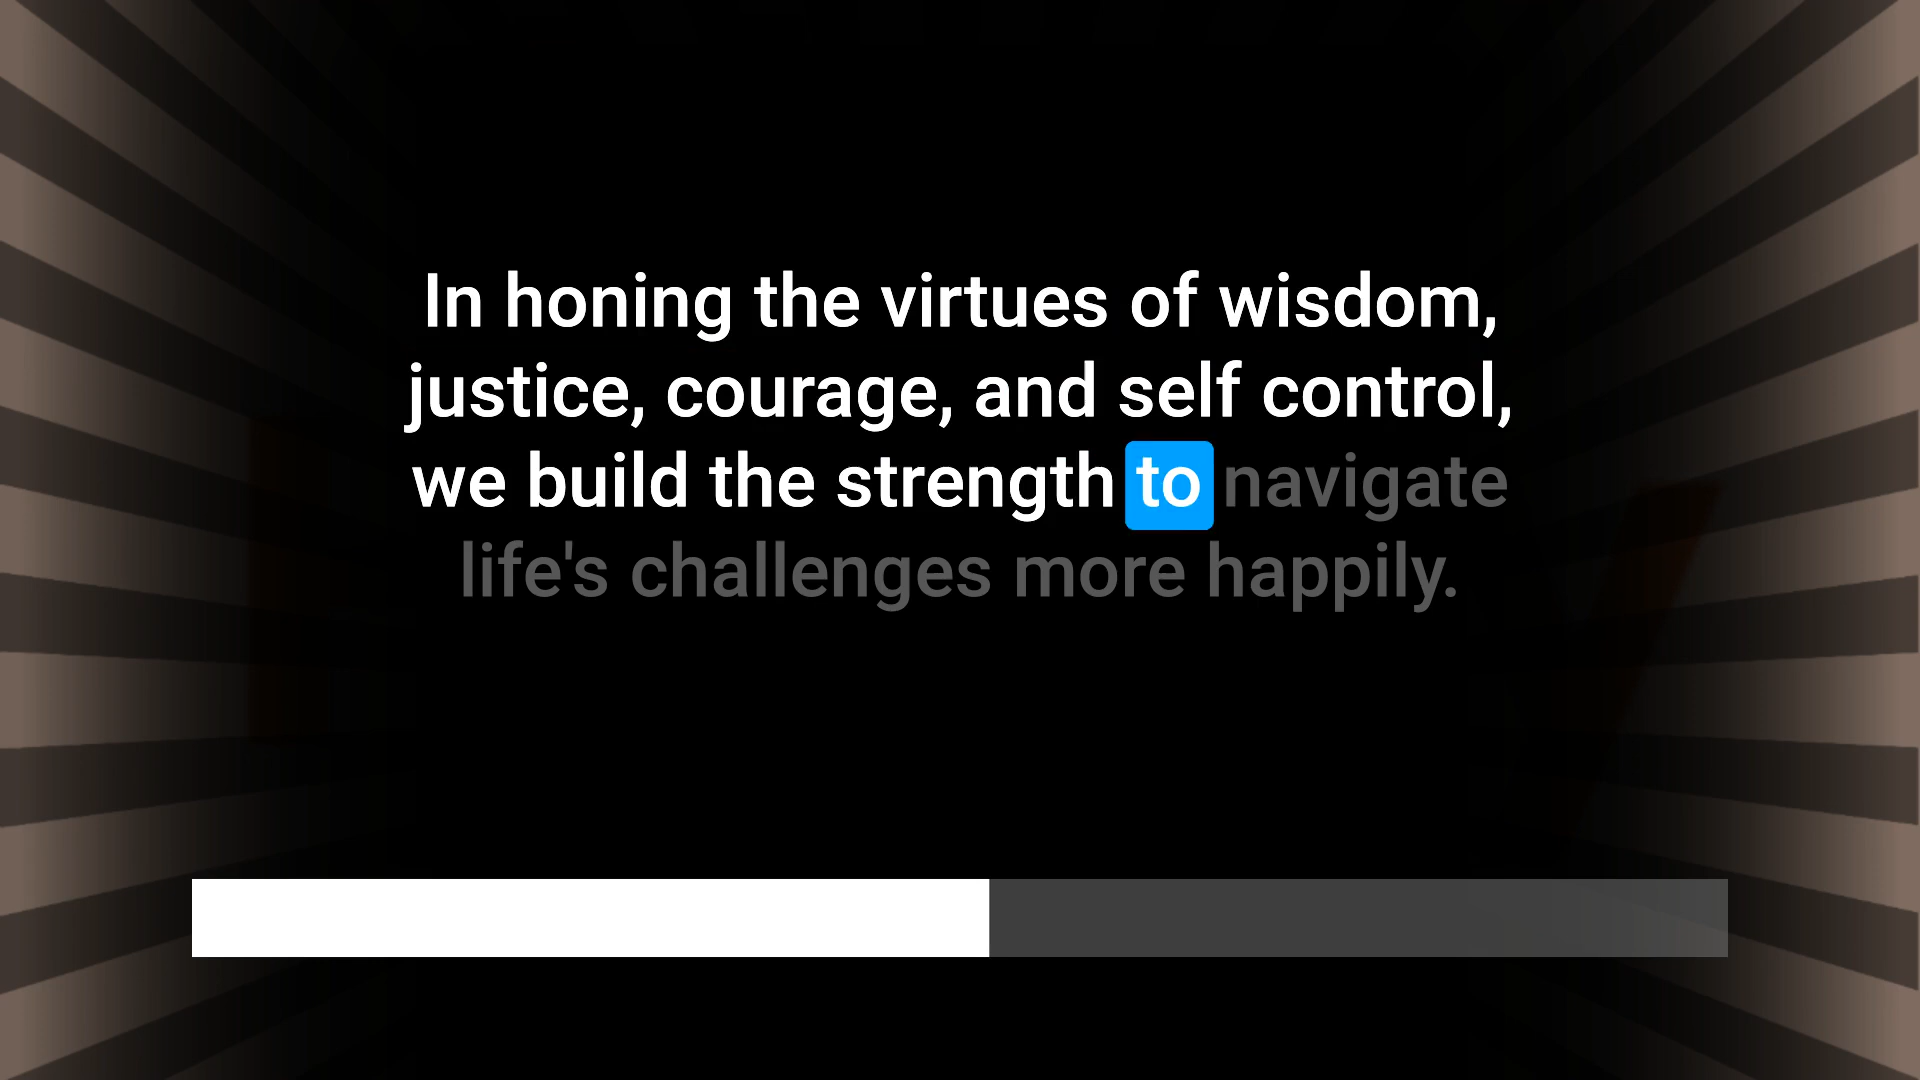 In honing the virtues of wisdom,
justice, courage, and self control,
we build the strength to navigate
life's challenges more happily.